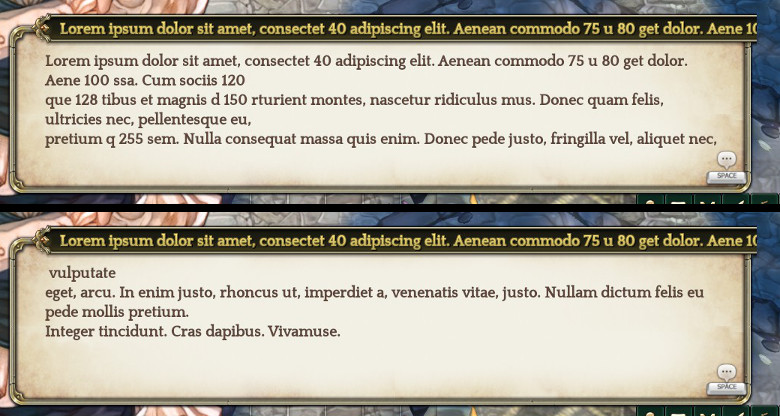 Lorem ipsum dolor sit amet, consectet 40 adipiscing elit. Aenean commodo 75 u 80 get dolor. Aene 10
Lorem ipsum dolor sit amet, consectet 40 adipiscing elit. Aenean commodo 75 u 80 get dolor.
Aene 100 ssa. Cum sociis 120
que 128 tibus et magnis d 150 rturient montes, nascetur ridiculus mus. Donec quam felis,
ultricies nec, pellentesque eu,
pretium q 255 sem. Nulla consequat massa quis enim. Donec pede justo, fringilla vel, aliquet nec,
SPACE
Lorem ipsum dolor sit amet, consectet 40 adipiscing elit. Aenean commodo 75 u 80 get dolor. Aene 10
vulputate
eget, arcu. In enim justo, rhoncus ut, imperdiet a, venenatis vitae, justo. Nullam dictum felis eu
pede mollis pretium.
Integer tincidunt. Cras dapibus. Vivamuse.
SPACE